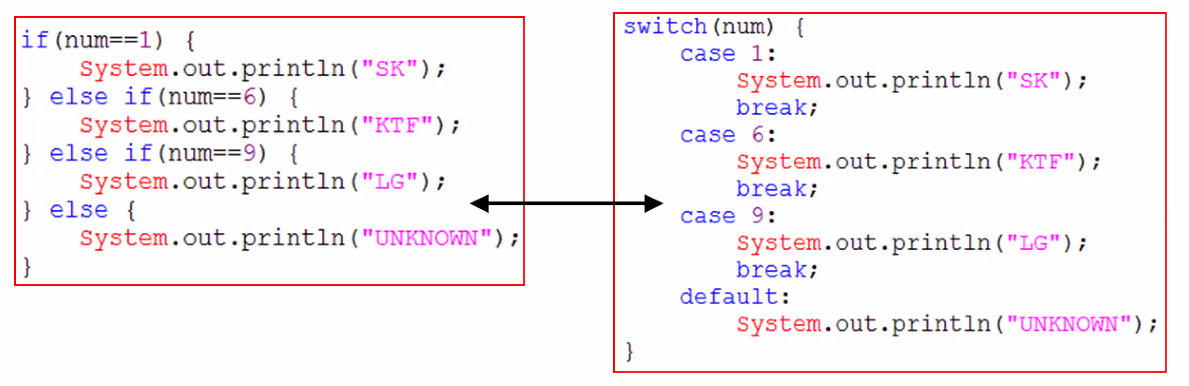 if(num==1) {
    System.out.println("SK");
} else if(num==6) {
    System.out.println("KTF");
} else if(num==9) {
    System.out.println("LG");
} else {
    System.out.println("UNKNOWN");
}
switch(num) {
    case 1:
        System.out.println("SK");
        break;
    case 6:
        System.out.println("KTF");
        break;
    case 9:
        System.out.println("LG");
        break;
    default:
        System.out.println("UNKNOWN");
}